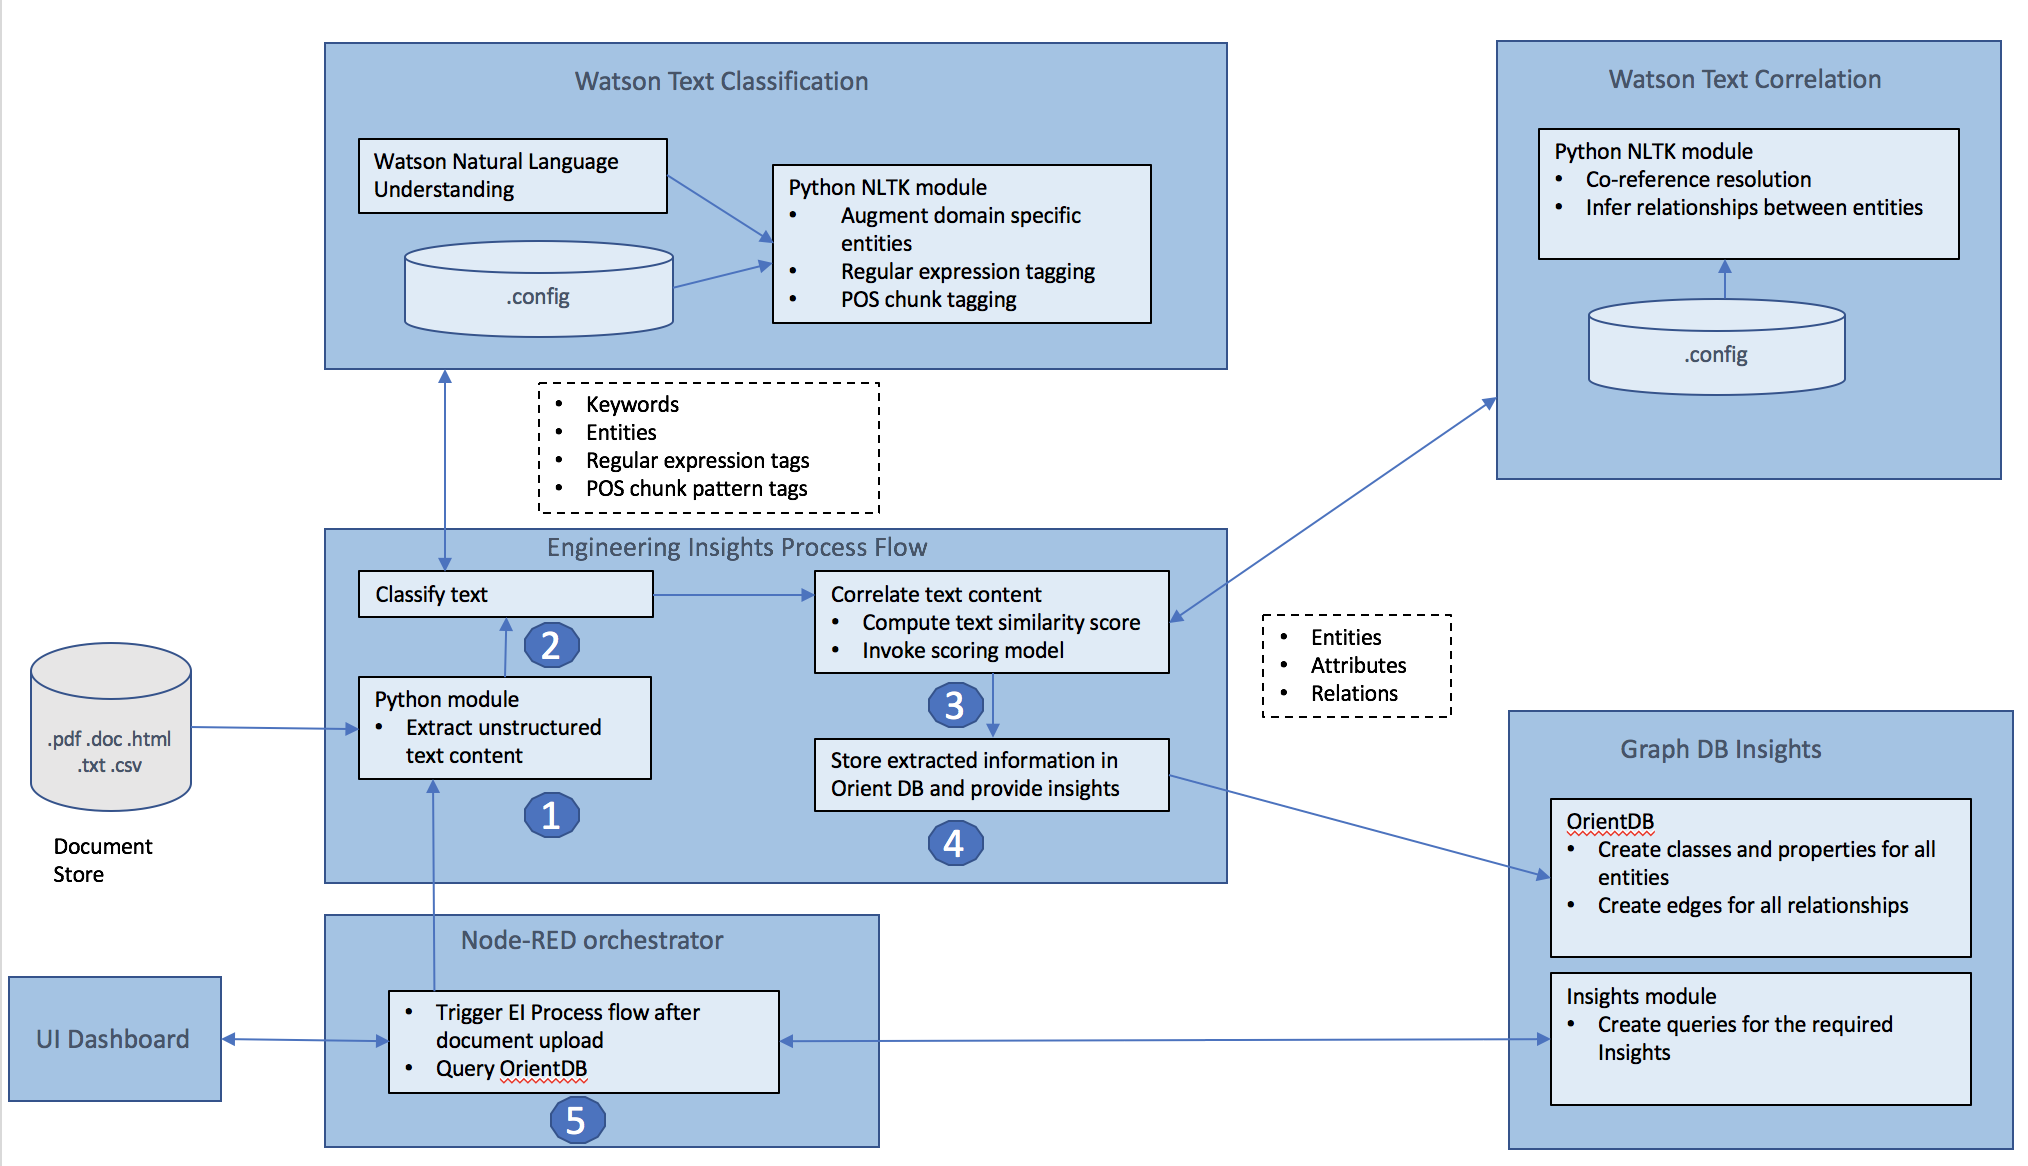 Watson Text Classification
Watson Natural Language
Understanding
.config
Python NLTK module
• Augment domain specific
entities
• Regular expression tagging
• POS chunk tagging
Watson Text Correlation
Python NLTK module
• Co-reference resolution
• Infer relationships between entities
.config
• Keywords
• Entities
• Regular expression tags
• POS chunk pattern tags
Engineering Insights Process Flow
Classify text
2
Correlate text content
• Compute text similarity score
• Invoke scoring model
3
Python module
• Extract unstructured
text content
1
Store extracted information in
Orient DB and provide insights
4
.pdf .doc .html
.txt .csv
Document
Store
• Entities
• Attributes
• Relations
Graph DB Insights
OrientDB
• Create classes and properties for all
entities
• Create edges for all relationships
Insights module
• Create queries for the required
Insights
Node-RED orchestrator
• Trigger EI Process flow after
document upload
• Query OrientDB
5
UI Dashboard